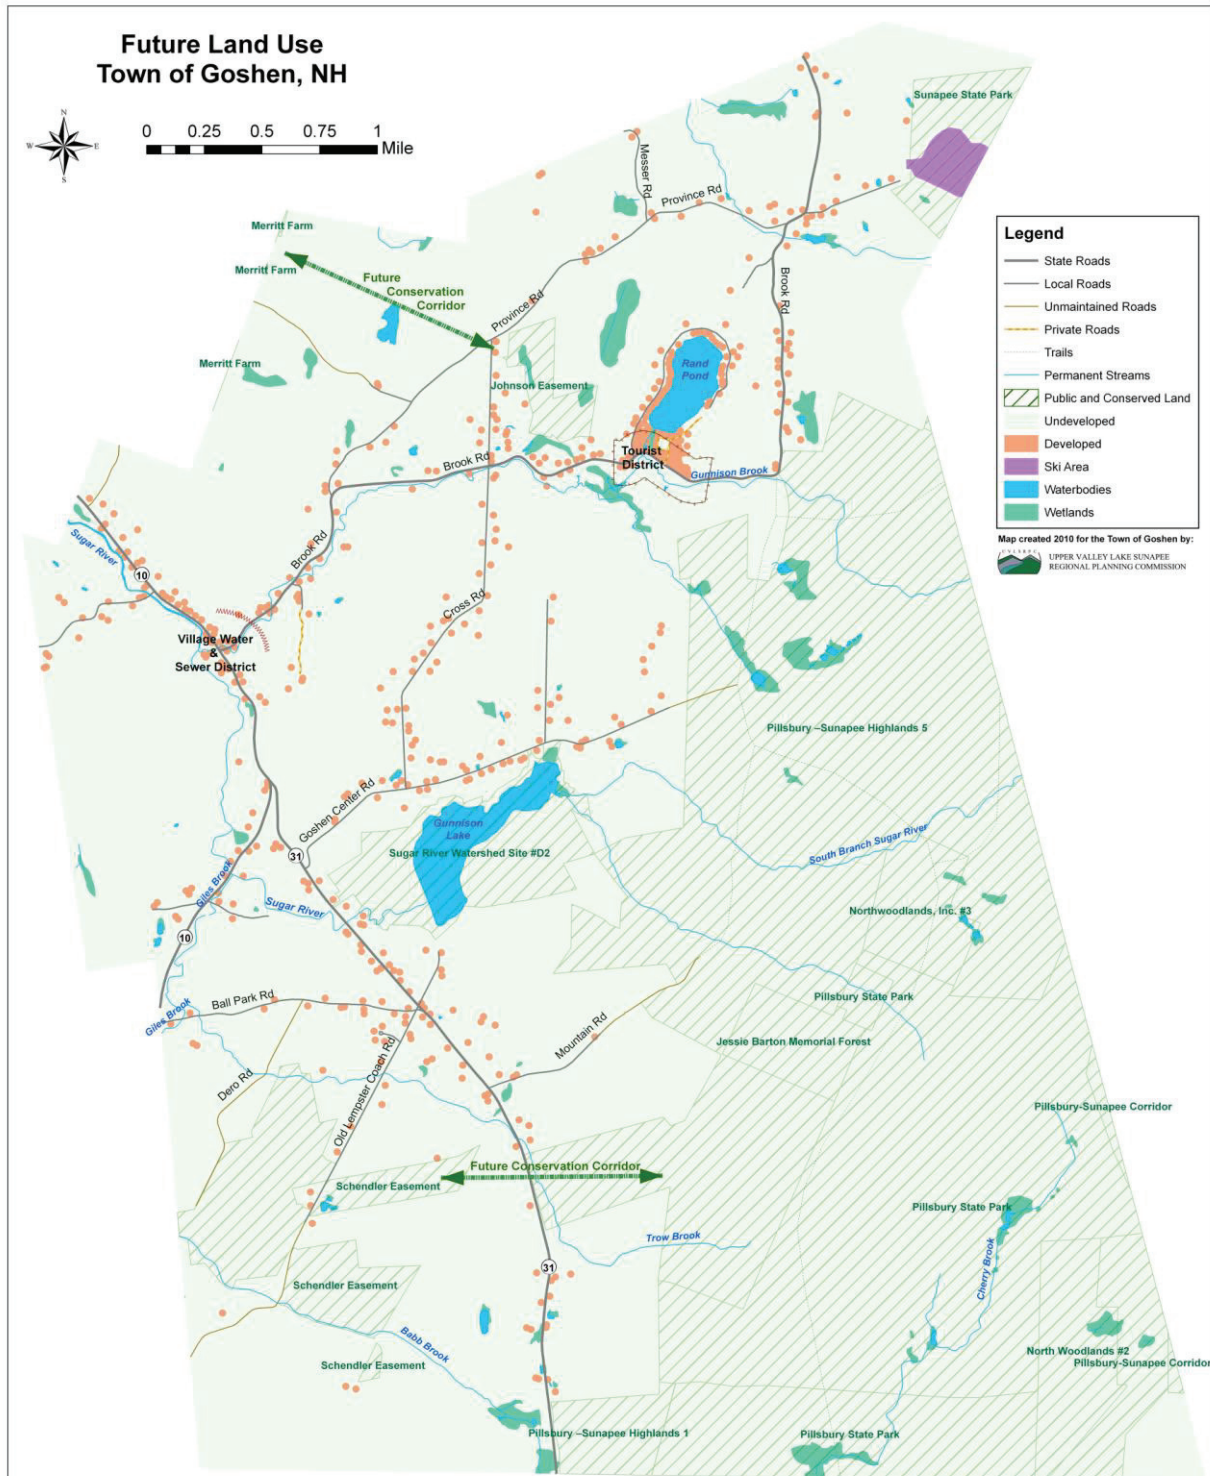 Future Land Use
Town of Goshen, NH
N
W
E
S
0 0.25 0.5 0.75 1
Mile
Sunapee State Park
Messer Rd
Province Rd
Merritt Farm
Merritt Farm
Future
Conservation
Corridor
Province Rd
Brook Rd
Merritt Farm
Johnson Easement
Rand
Pond
Brook Rd
Tourist
District
Gunnison Brook
Sugar River
10
Brook Rd
Cross Rd
Village Water
&
Sewer District
Pillsbury –Sunapee Highlands 5
Goshen Center Rd
Gunnison
Lake
Sugar River Watershed Site #D2
31
South Branch Sugar River
Giles Brook
Sugar River
10
Northwoodlands, Inc. #3
Ball Park Rd
Giles Brook
Pillsbury State Park
Mountain Rd
Jessie Barton Memorial Forest
Dero Rd
Old Lempster Coach Rd
Pillsbury-Sunapee Corridor
Future Conservation Corridor
Schendler Easement
Pillsbury State Park
Trow Brook
31
Cherry Brook
Schendler Easement
Babb Brook
Schendler Easement
North Woodlands #2
Pillsbury-Sunapee Corridor
Pillsbury –Sunapee Highlands 1
Pillsbury State Park
Legend
State Roads
Local Roads
Unmaintained Roads
Private Roads
Trails
Permanent Streams
Public and Conserved Land
Undeveloped
Developed
Ski Area
Waterbodies
Wetlands
Map created 2010 for the Town of Goshen by:
UVLSRPC
UPPER VALLEY LAKE SUNAPEE
REGIONAL PLANNING COMMISSION